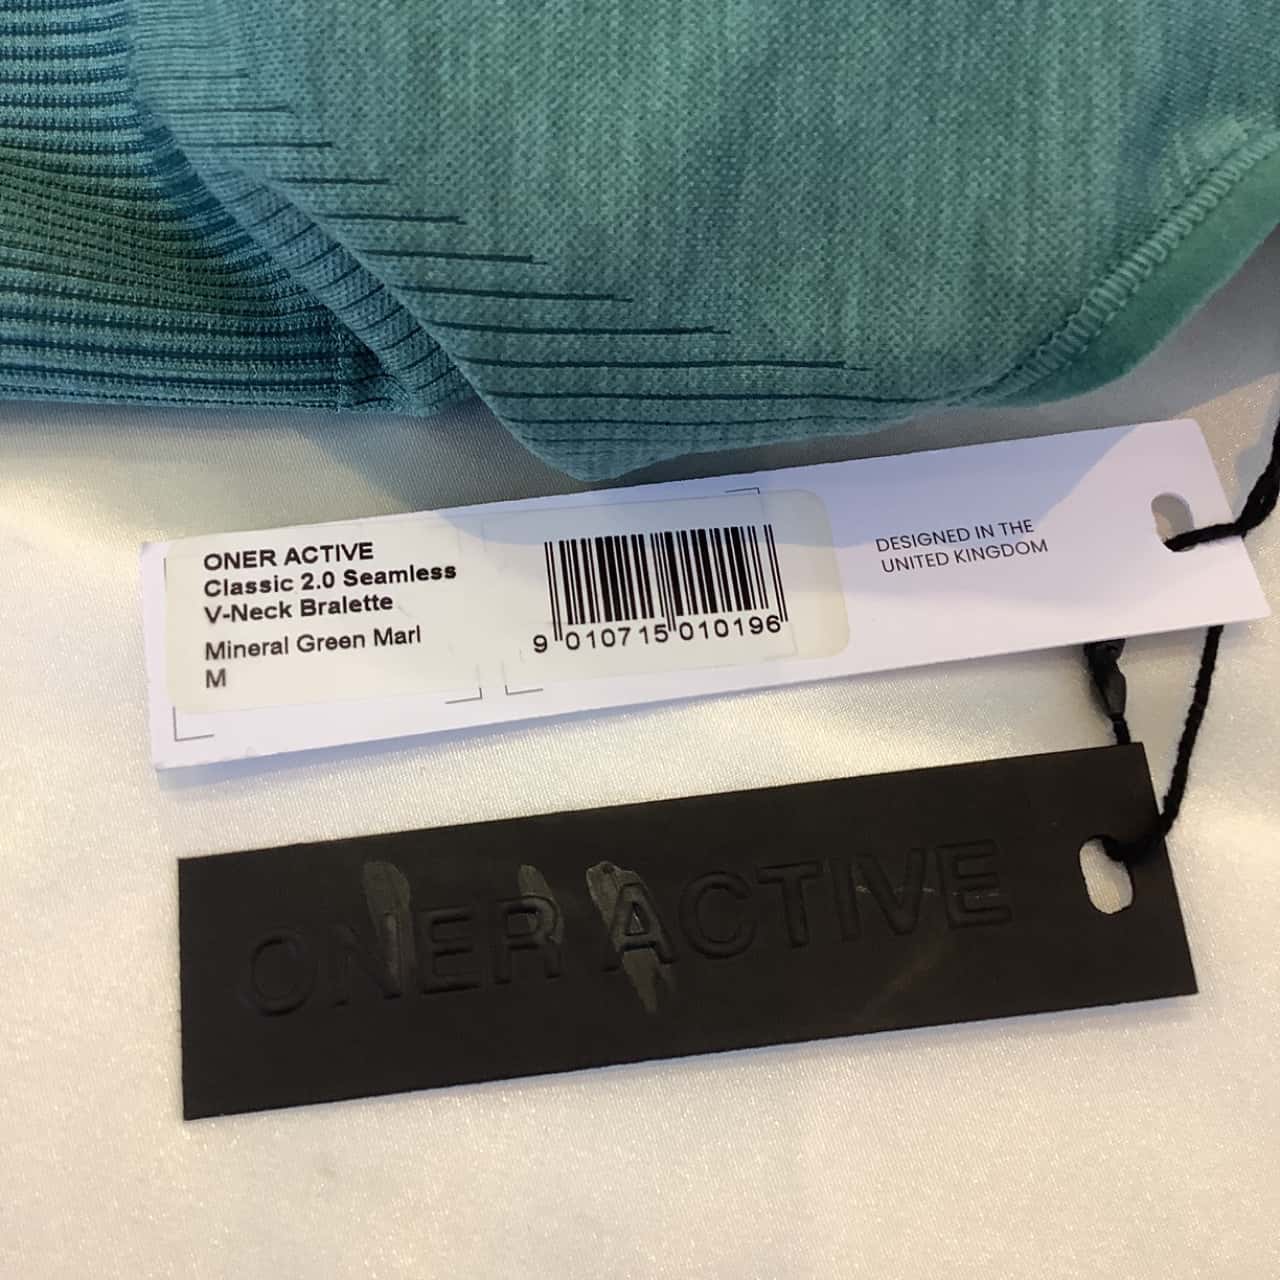 ONER ACTIVE
Classic 2.0 Seamless
V-Neck Bralette
Mineral Green Marl
M
9 010715 010196
DESIGNED IN THE
UNITED KINGDOM
ONER ACTIVE